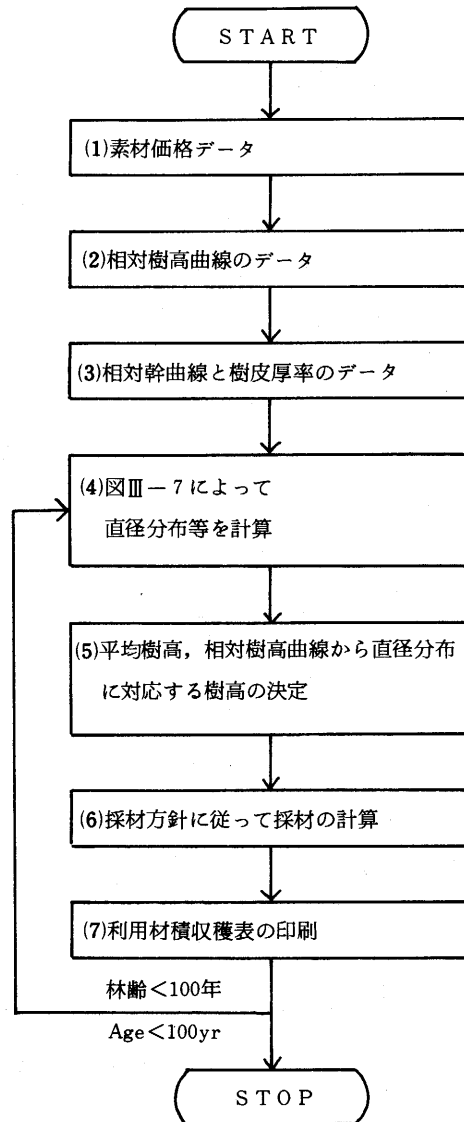 START
(1)素材価格データ
(2)相対樹高曲線のデータ
(3)相対幹曲線と樹皮厚率のデータ
(4)図Ⅲ－7によって
直径分布等を計算
(5)平均樹高，相対樹高曲線から直径分布
に対応する樹高の決定
(6)採材方針に従って採材の計算
(7)利用材積収穫表の印刷
林齢＜100年
Age＜100yr
STOP